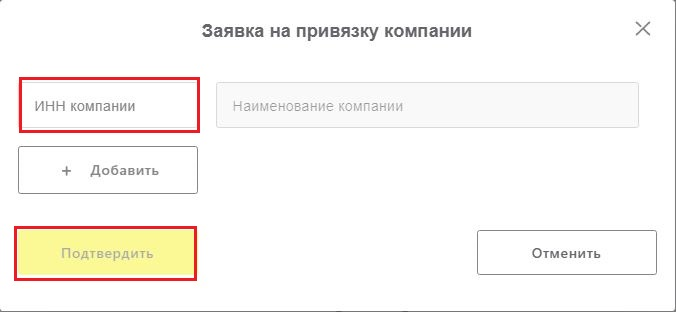 Заявка на привязку компании
ИНН компании
Наименование компании
+ Добавить
Подтвердить
Отменить